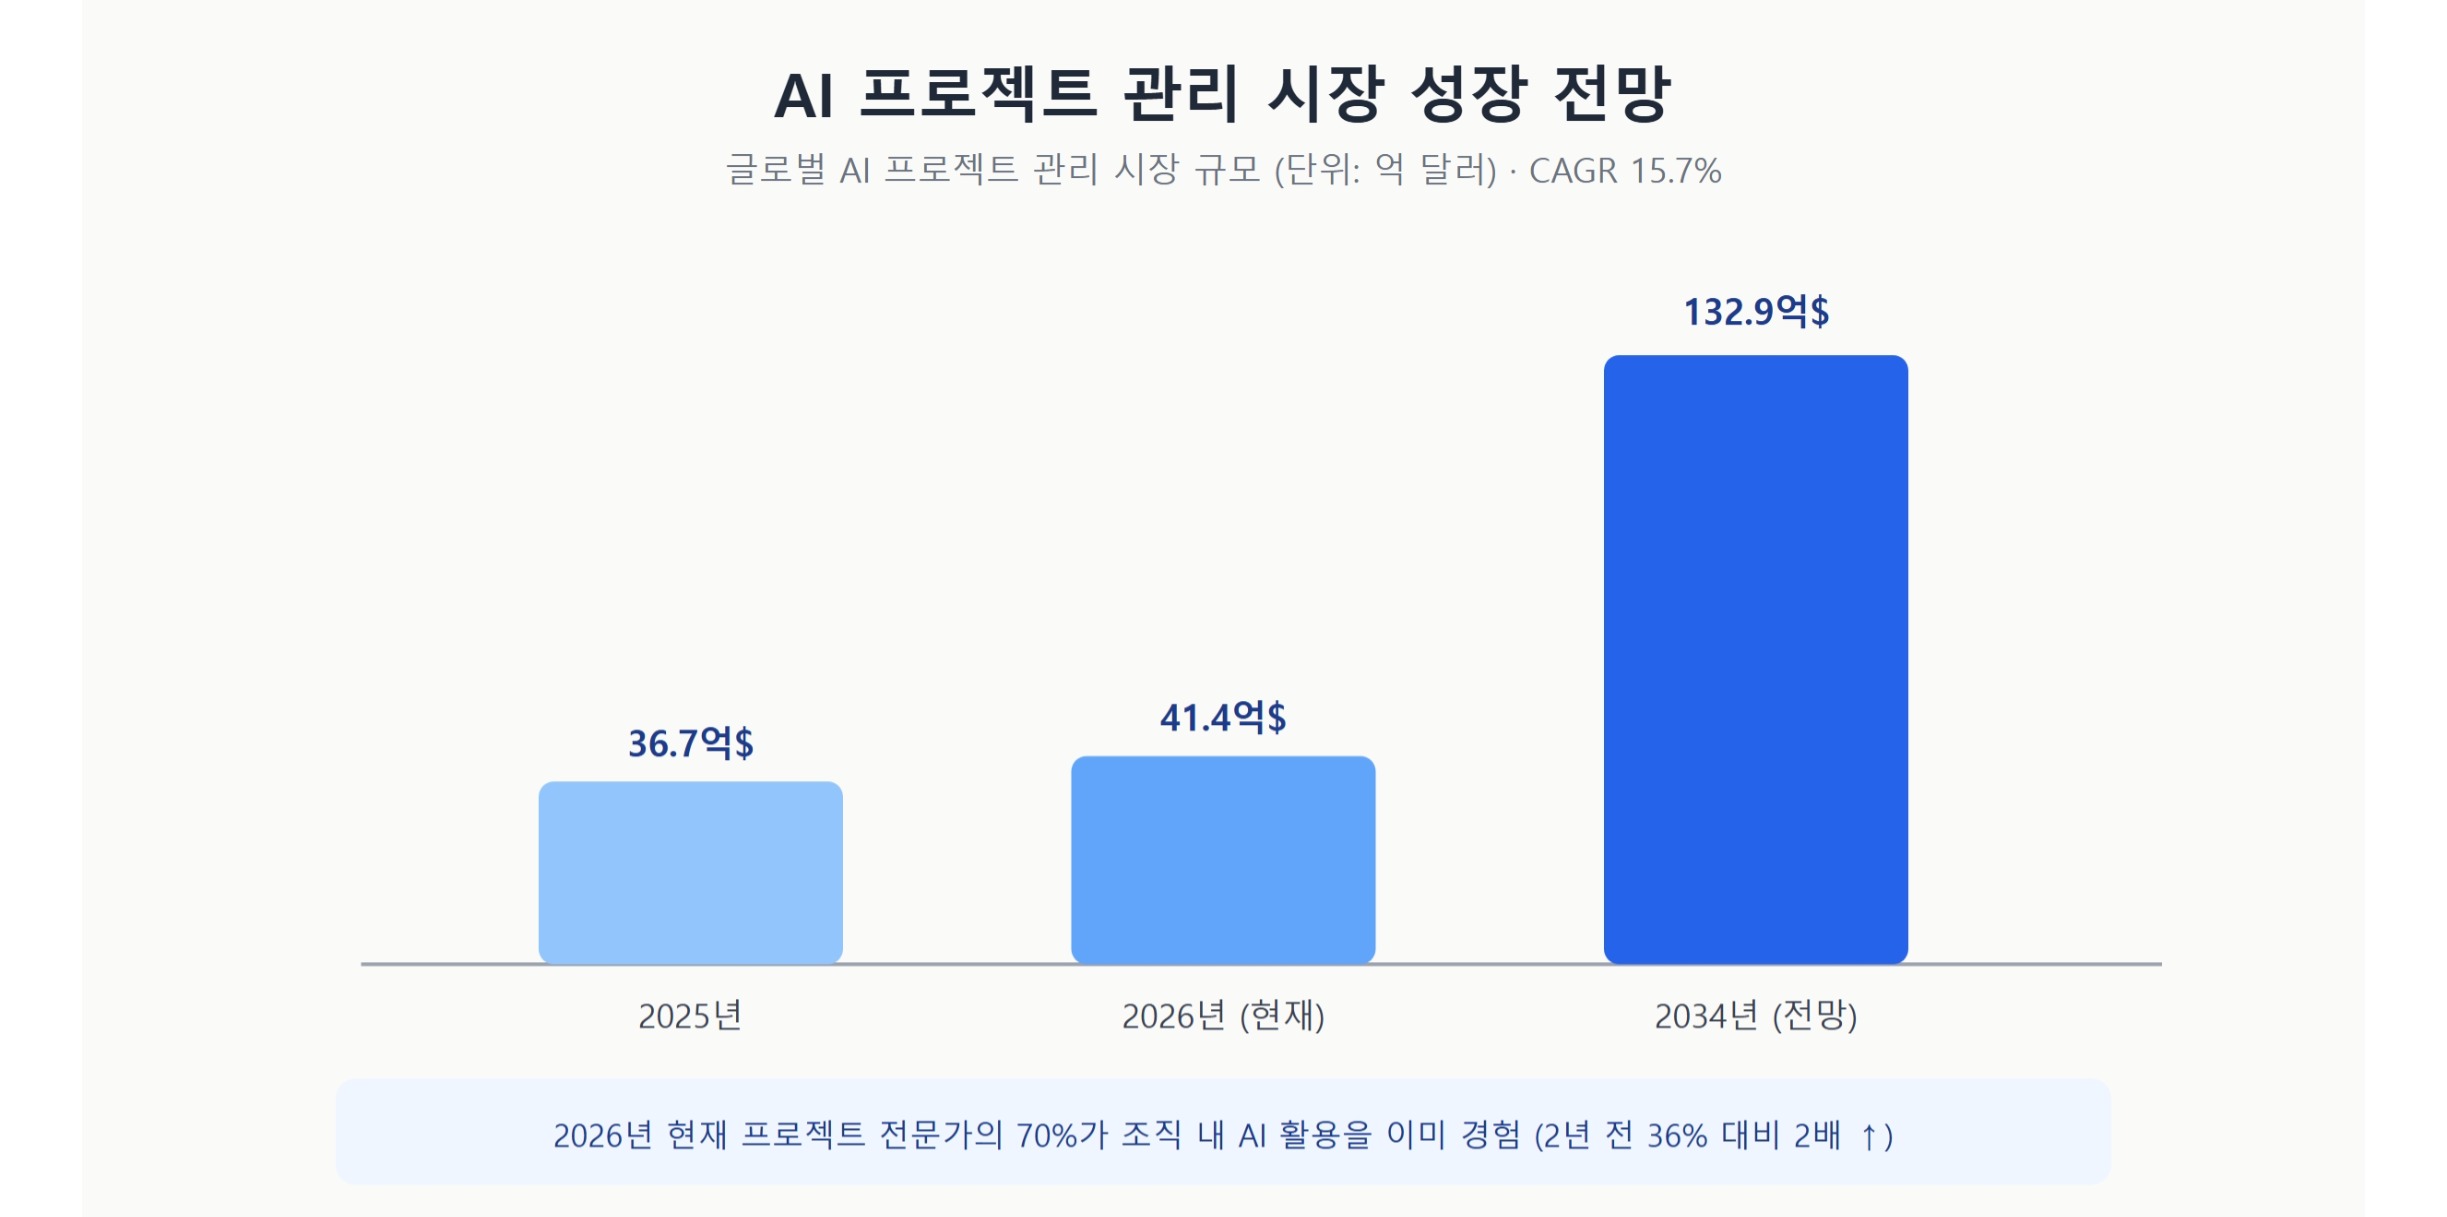 AI 프로젝트 관리 시장 성장 전망
글로벌 AI 프로젝트 관리 시장 규모 (단위: 억 달러) · CAGR 15.7%
132.9억$
41.4억$
36.7억$
2025년
2026년 (현재)
2034년 (전망)
2026년 현재 프로젝트 전문가의 70%가 조직 내 AI 활용을 이미 경험 (2년 전 36% 대비 2배 ↑)